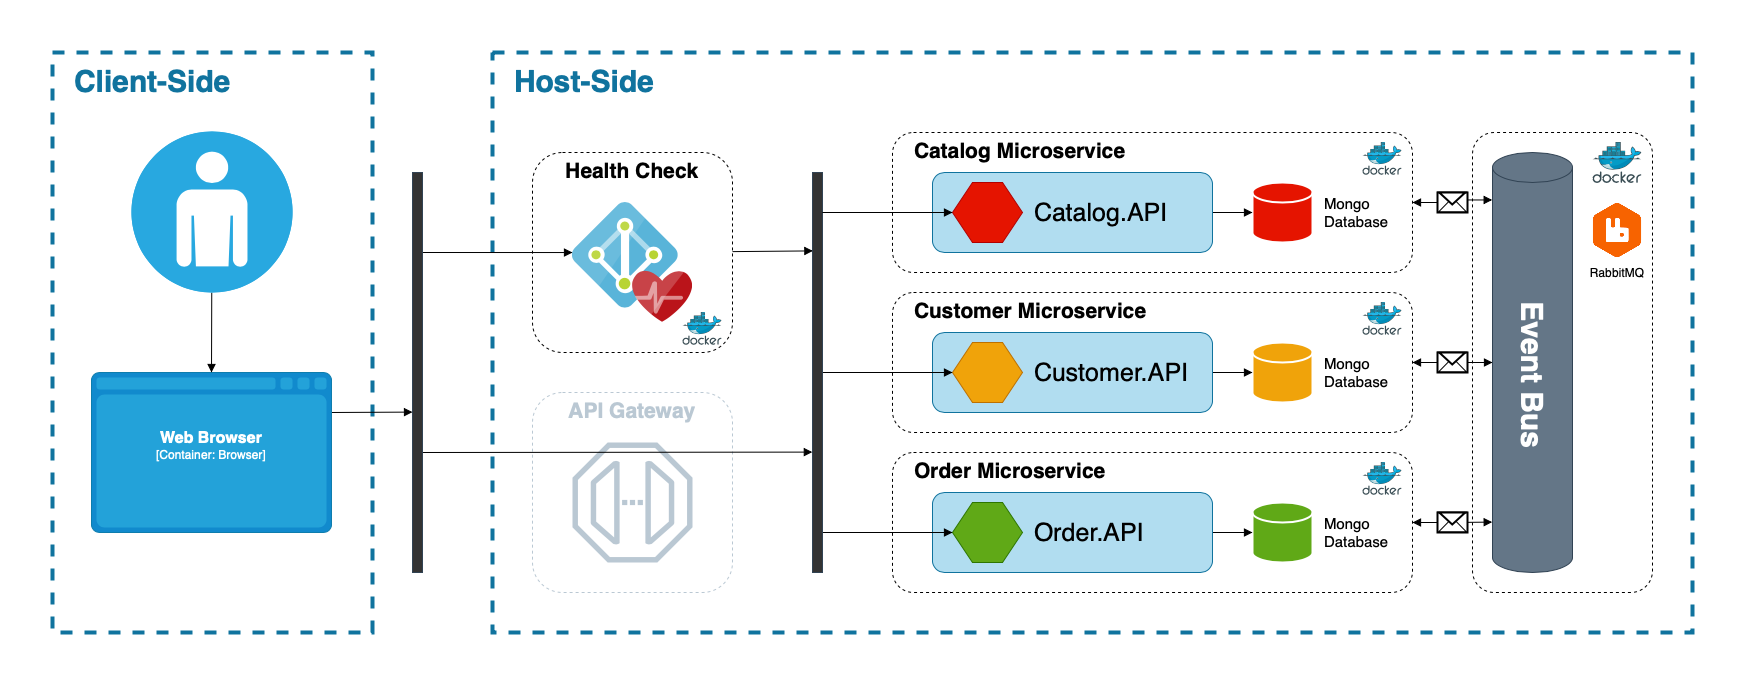 Client-Side
Host-Side
Web Browser
[Container: Browser]
Health Check
docker
API Gateway
Catalog Microservice
docker
Catalog.API
Mongo
Database
Customer Microservice
docker
Customer.API
Mongo
Database
Order Microservice
docker
Order.API
Mongo
Database
Event Bus
docker
RabbitMQ